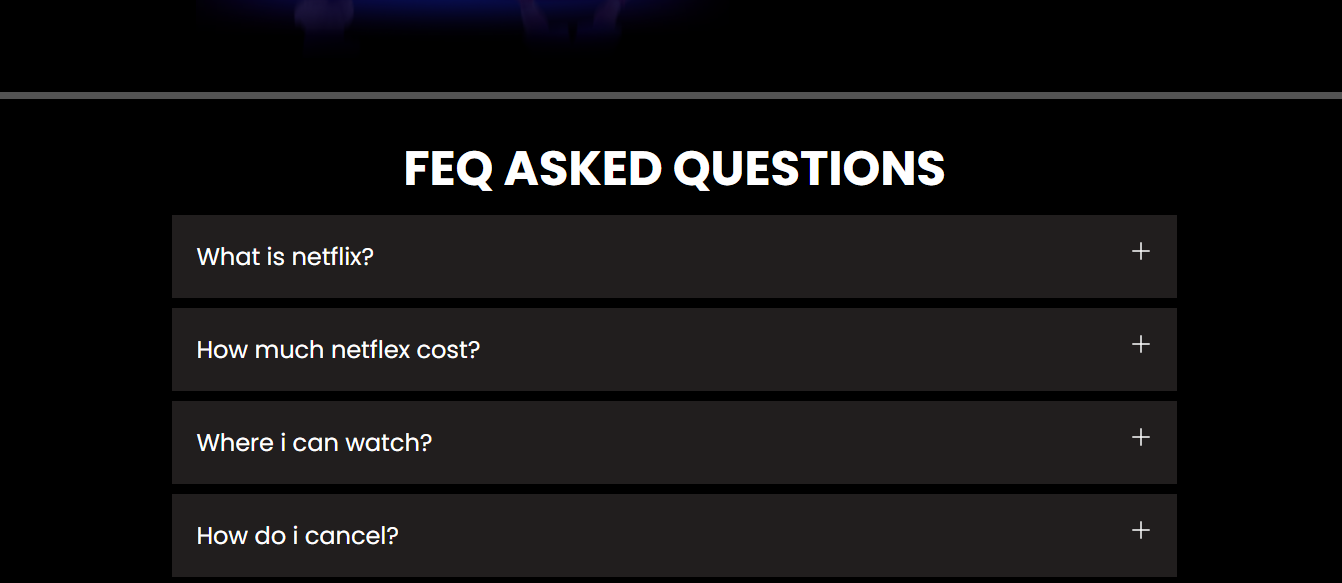 FEQ ASKED QUESTIONS
What is netflix?
How much netflex cost?
Where i can watch?
How do i cancel?